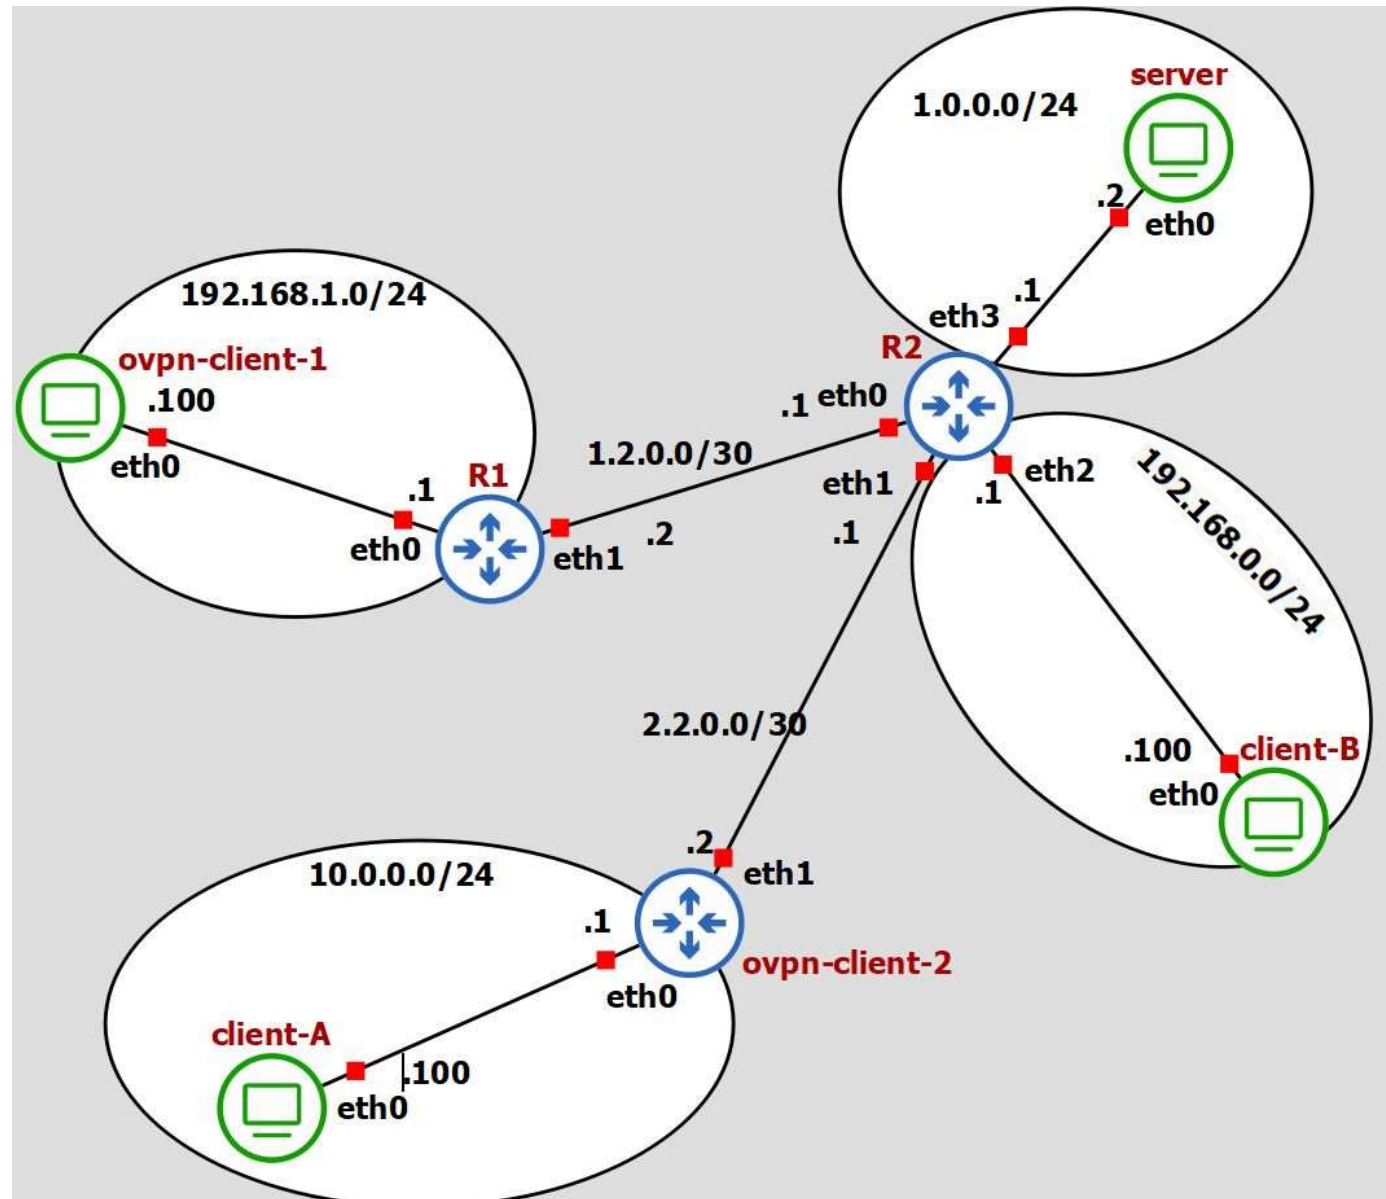 server
1.0.0.0/24
.2
eth0
.1
eth3
R2
192.168.1.0/24
ovpn-client-1
.100
eth0
.1
eth0
R1
eth1
.2
1.2.0.0/30
.1
eth0
eth1
.1
eth2
.1
192.168.0.0/24
.100
client-B
eth0
2.2.0.0/30
.2
eth1
10.0.0.0/24
.1
eth0
ovpn-client-2
client-A
.100
eth0